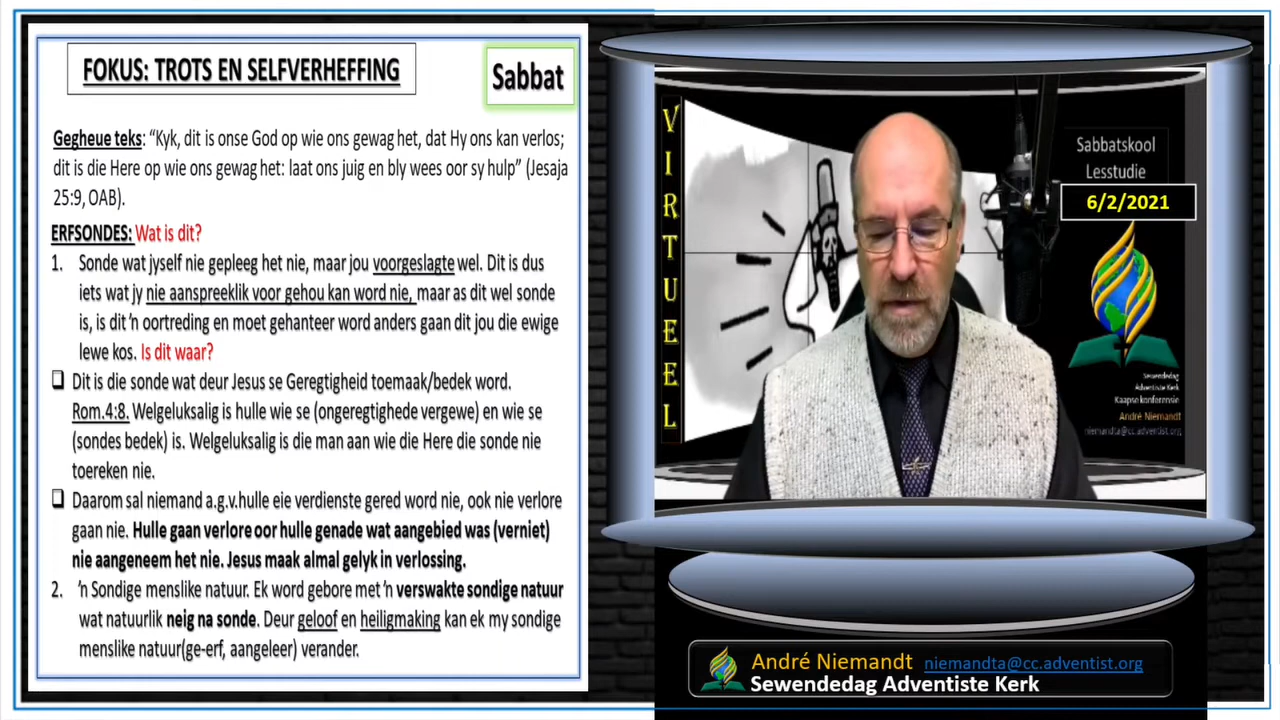 FOKUS: TROTS EN SELFVERHEFFING
Sabbat
Gegheue teks: “Kyk, dit is onse God op wie ons gewag het, dat Hy ons kan verlos;
dit is die Here op wie ons gewag het: laat ons juig en bly wees oor sy hulp” (Jesaja
25:9, OAB).
ERFSONDES: Wat is dit?
1. Sonde wat jyself nie gepleeg het nie, maar jou voorgeslagte wel. Dit is dus
iets wat jy nie aanspreeklik voor gehou kan word nie, maar as dit wel sonde
is, is dit 'n oortreding en moet gehanteer word anders gaan dit jou die ewige
lewe kos. Is dit waar?
Dit is die sonde wat deur Jesus se Geregtigheid toemaak/bedek word.
Rom.4:8. Welgeluksalig is hulle wie se (ongeregtighede vergewe) en wie se
(sondes bedek) is. Welgeluksalig is die man aan wie die Here die sonde nie
toereken nie.
Daarom sal niemand a.g.v.hulle eie verdienste gered word nie, ook nie verlore
gaan nie. Hulle gaan verlore oor hulle genade wat aangebied was (verniet)
nie aangeneem het nie. Jesus maak almal gelyk in verlossing.
2. 'n Sondige menslike natuur. Ek word gebore met 'n verswakte sondige natuur
wat natuurlik neig na sonde. Deur geloof en heiligmaking kan ek my sondige
menslike natuur(ge-erf, aangeleer) verander.
VIRTUEEL
Sabbatskool
Lesstudie
6/2/2021
Sewendedag
Adventiste Kerk
Kaapse konferensie
André Niemandt
niemandta@cc.adventist.org
André Niemandt niemandta@cc.adventist.org
Sewendedag Adventiste Kerk